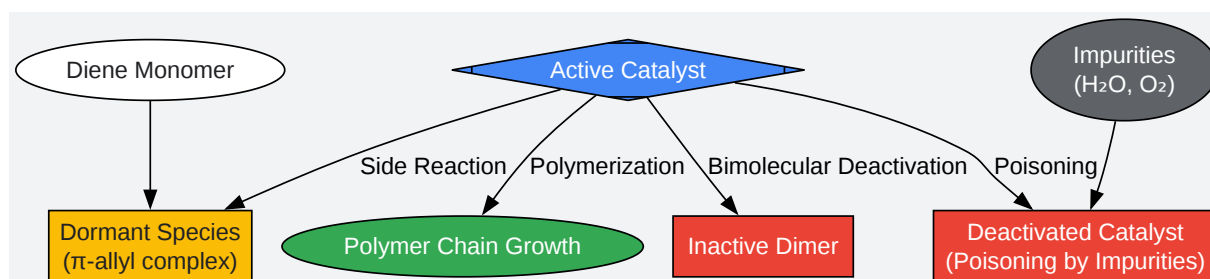 Diene Monomer
Active Catalyst
Impurities
(H₂O, O₂)
Side Reaction
Polymerization
Bimolecular Deactivation
Poisoning
Dormant Species
(π-allyl complex)
Polymer Chain Growth
Inactive Dimer
Deactivated Catalyst
(Poisoning by Impurities)